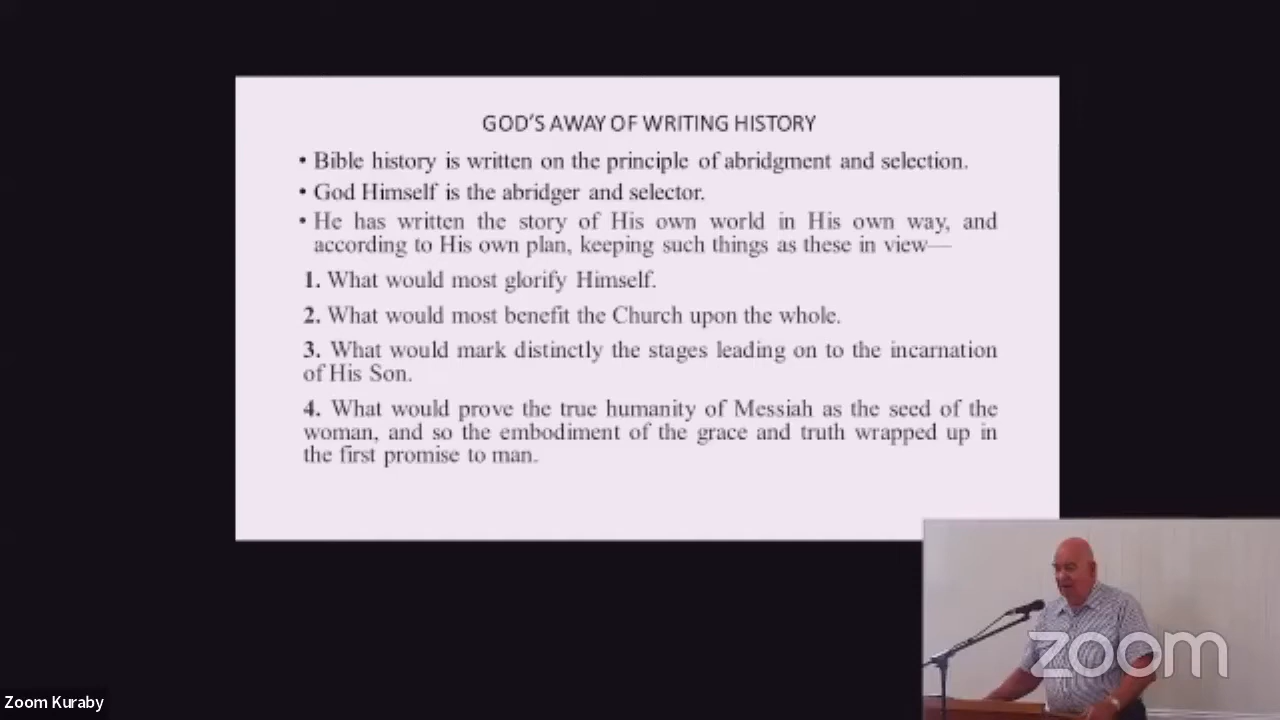 GOD'S AWAY OF WRITING HISTORY
• Bible history is written on the principle of abridgment and selection.
• God Himself is the abridger and selector.
• He has written the story of His own world in His own way, and
according to His own plan, keeping such things as these in view—
1. What would most glorify Himself.
2. What would most benefit the Church upon the whole.
3. What would mark distinctly the stages leading on to the incarnation
of His Son.
4. What would prove the true humanity of Messiah as the seed of the
woman, and so the embodiment of the grace and truth wrapped up in
the first promise to man.
zoom
Zoom Kuraby